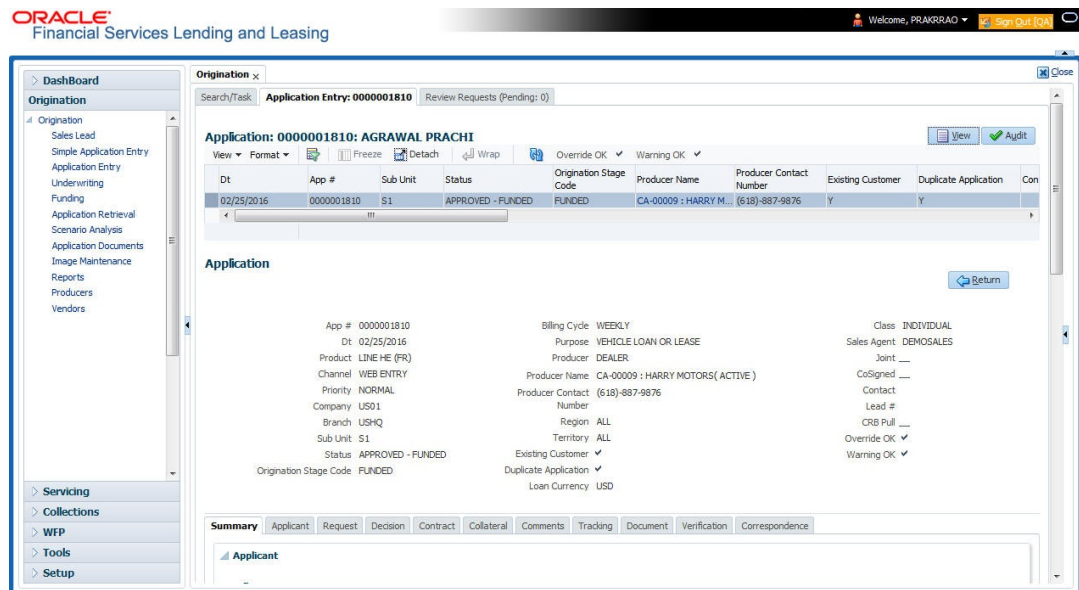 ORACLE
Financial Services Lending and Leasing
Welcome, PRAKRRAO
Sign Out [QA]
DashBoard
Origination
Origination
Sales Lead
Simple Application Entry
Application Entry
Underwriting
Funding
Application Retrieval
Scenario Analysis
Application Documents
Image Maintenance
Reports
Producers
Vendors
Servicing
Collections
WFP
Tools
Setup
Origination x
Close
Search/Task Application Entry: 0000001810 Review Requests (Pending: 0)
Application: 0000001810: AGRAWAL PRACHI
View Audit
View Format Freeze Detach Wrap Override OK Warning OK
Dt App # Sub Unit Status Origination Stage Code Producer Name Producer Contact Number Existing Customer Duplicate Application Con
02/25/2016 0000001810 S1 APPROVED - FUNDED FUNDED CA-00009 : HARRY M... (618)-887-9876 Y Y
Application
Return
App # 0000001810
Dt 02/25/2016
Product LINE HE (FR)
Channel WEB ENTRY
Priority NORMAL
Company US01
Branch USHQ
Sub Unit S1
Status APPROVED - FUNDED
Origination Stage Code FUNDED
Billing Cycle WEEKLY
Purpose VEHICLE LOAN OR LEASE
Producer DEALER
Producer Name CA-00009 : HARRY MOTORS( ACTIVE )
Producer Contact Number (618)-887-9876
Region ALL
Territory ALL
Existing Customer
Duplicate Application
Loan Currency USD
Class INDIVIDUAL
Sales Agent DEMOSALES
Joint
CoSigned
Contact
Lead #
CRB Pull
Override OK
Warning OK
Summary Applicant Request Decision Contract Collateral Comments Tracking Document Verification Correspondence
Applicant